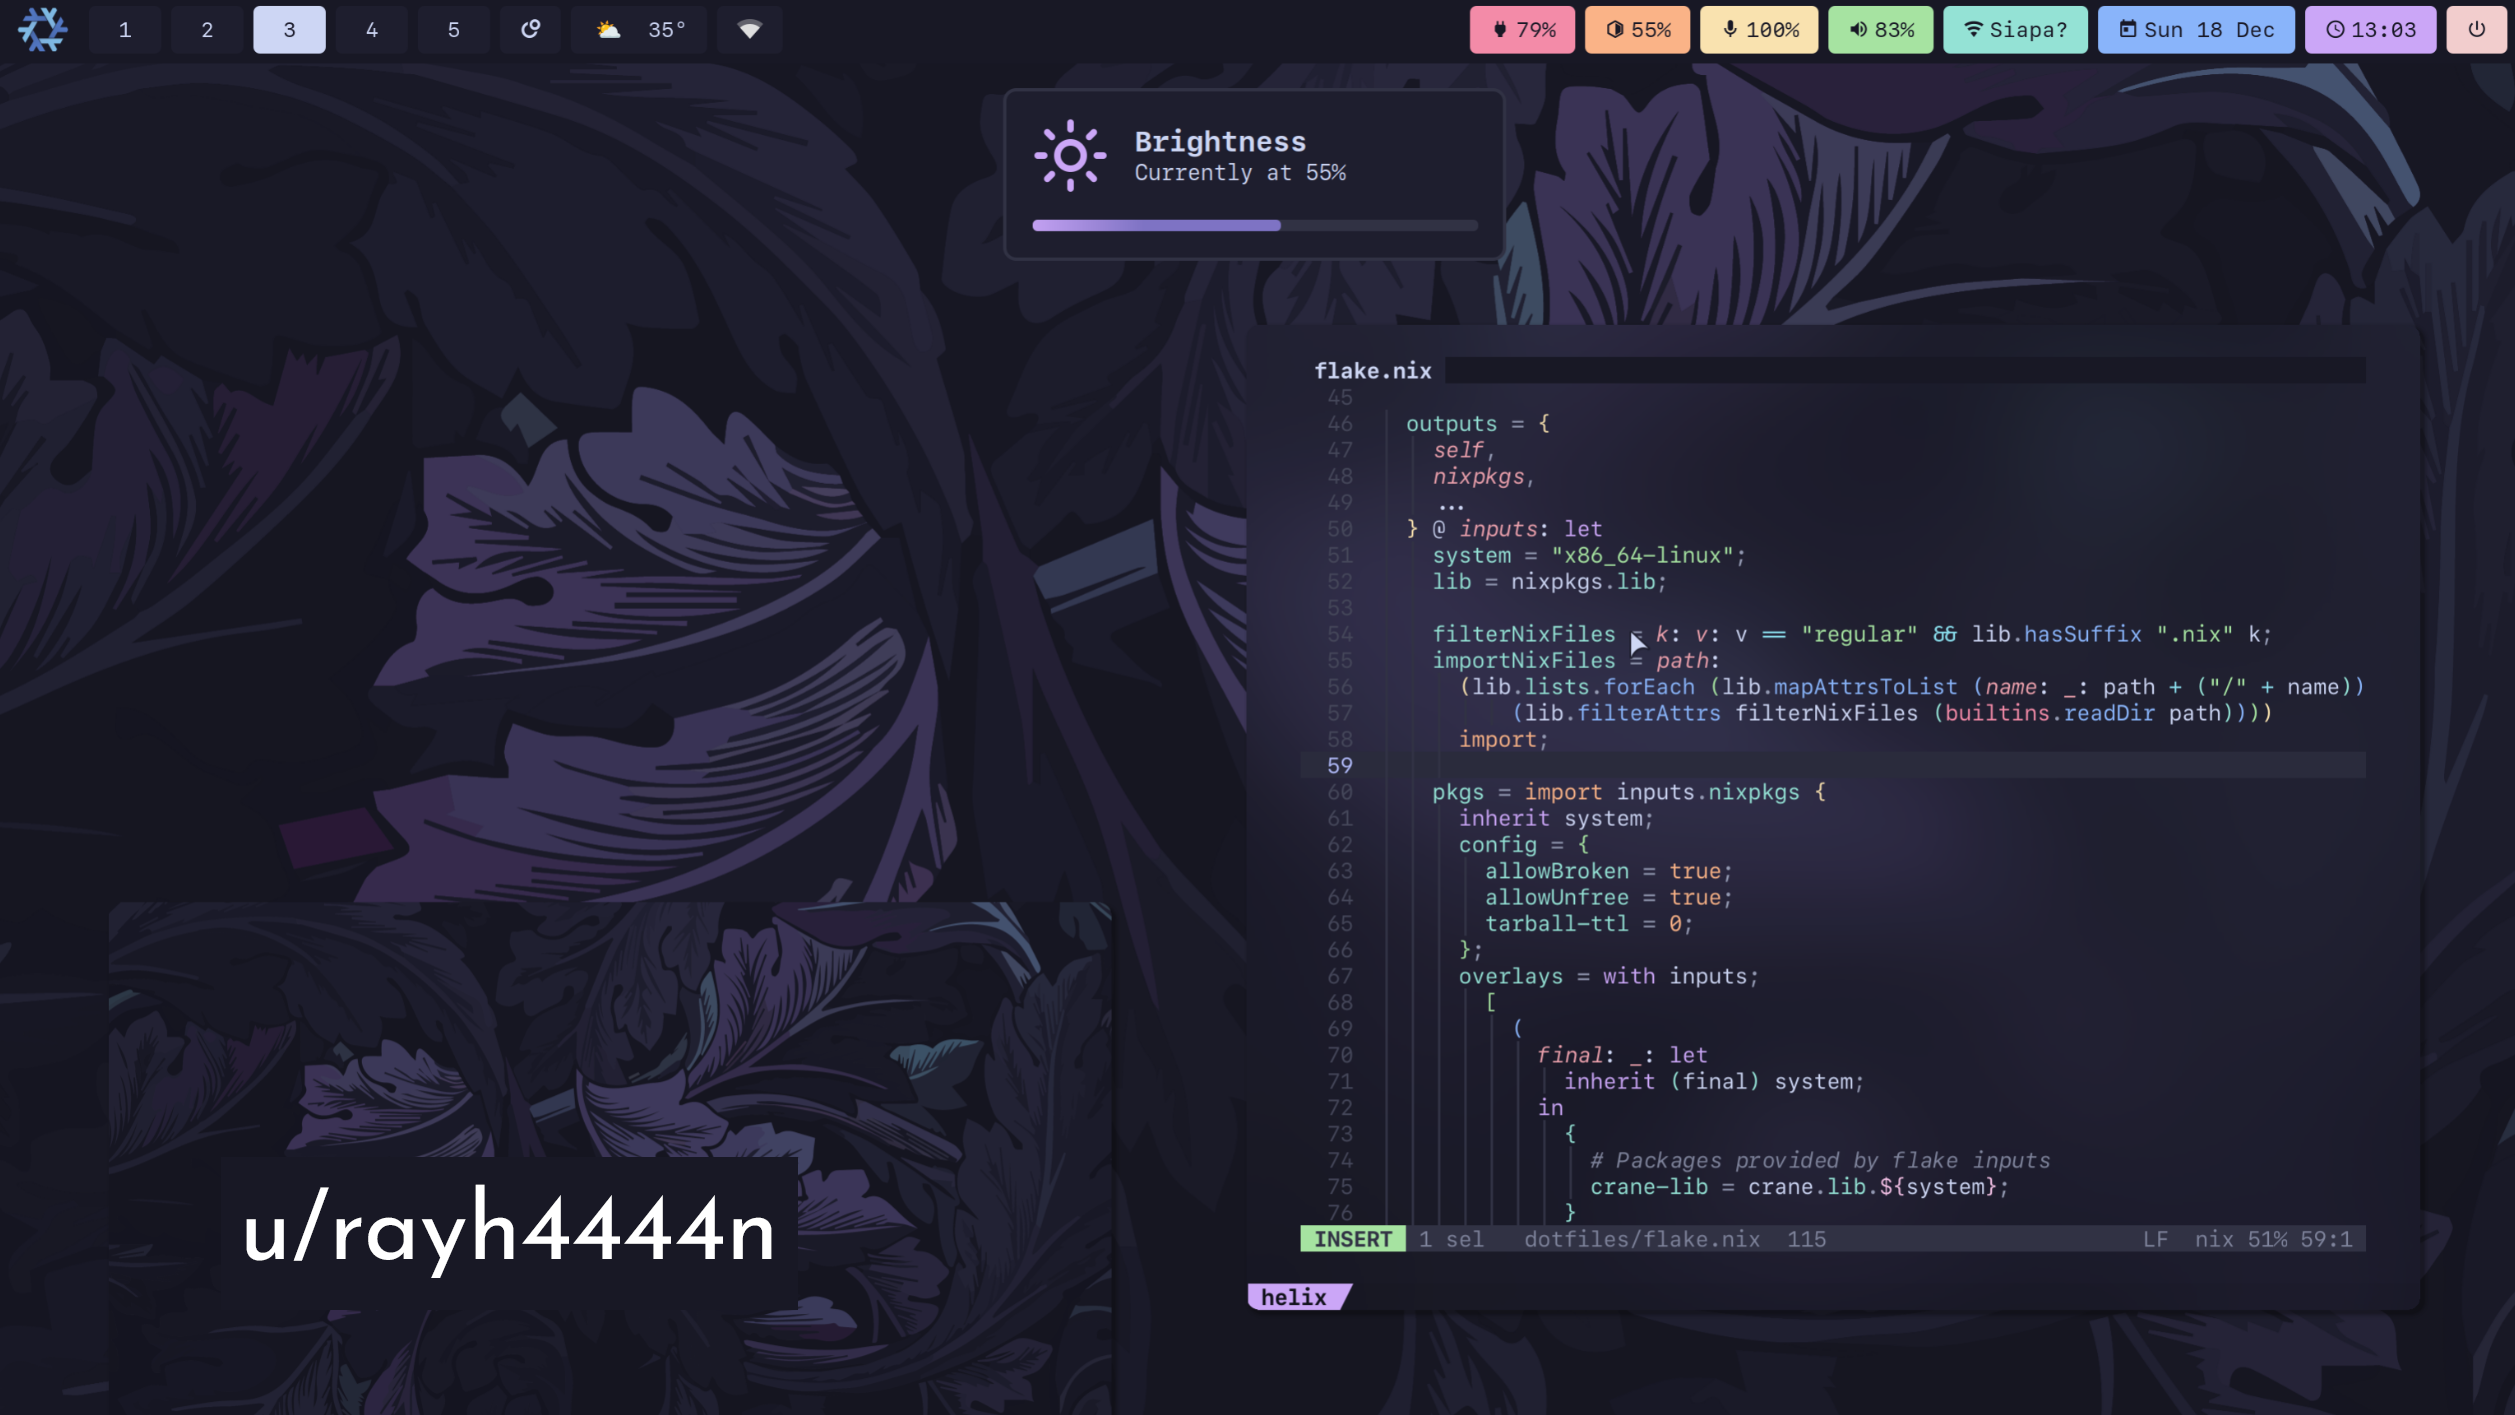 1 2 3 4 5 35° 79% 55% 100% 83% Siapa? Sun 18 Dec 13:03
Brightness
Currently at 55%
flake.nix
45
46 outputs = {
47 self,
48 nixpkgs,
49 ...
50 } @ inputs: let
51 system = "x86_64-linux";
52 lib = nixpkgs.lib;
53
54 filterNixFiles = k: v: v == "regular" && lib.hasSuffix ".nix" k;
55 importNixFiles = path:
56 (lib.lists.forEach (lib.mapAttrsToList (name: _: path + ("/" + name))
57 (lib.filterAttrs filterNixFiles (builtins.readDir path))))
58 import;
59
60 pkgs = import inputs.nixpkgs {
61 inherit system;
62 config = {
63 allowBroken = true;
64 allowUnfree = true;
65 tarball-ttl = 0;
66 };
67 overlays = with inputs;
68 [
69 (
70 final: _: let
71 inherit (final) system;
72 in
73 {
74 # Packages provided by flake inputs
75 crane-lib = crane.lib.${system};
76 }
INSERT 1 sel dotfiles/flake.nix 115 LF nix 51% 59:1
helix
u/rayh4444n